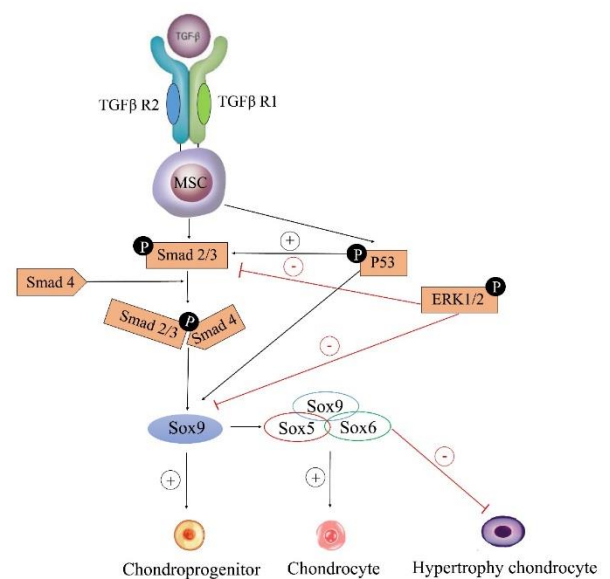 TGF-β
TGFβ R2
TGFβ R1
MSC
P
Smad 2/3
+
P
P53
-
Smad 4
P
ERK1/2
Smad 2/3
P
Smad 4
-
Sox9
Sox9
Sox5
Sox6
+
+
-
Chondroprogenitor
Chondrocyte
Hypertrophy chondrocyte